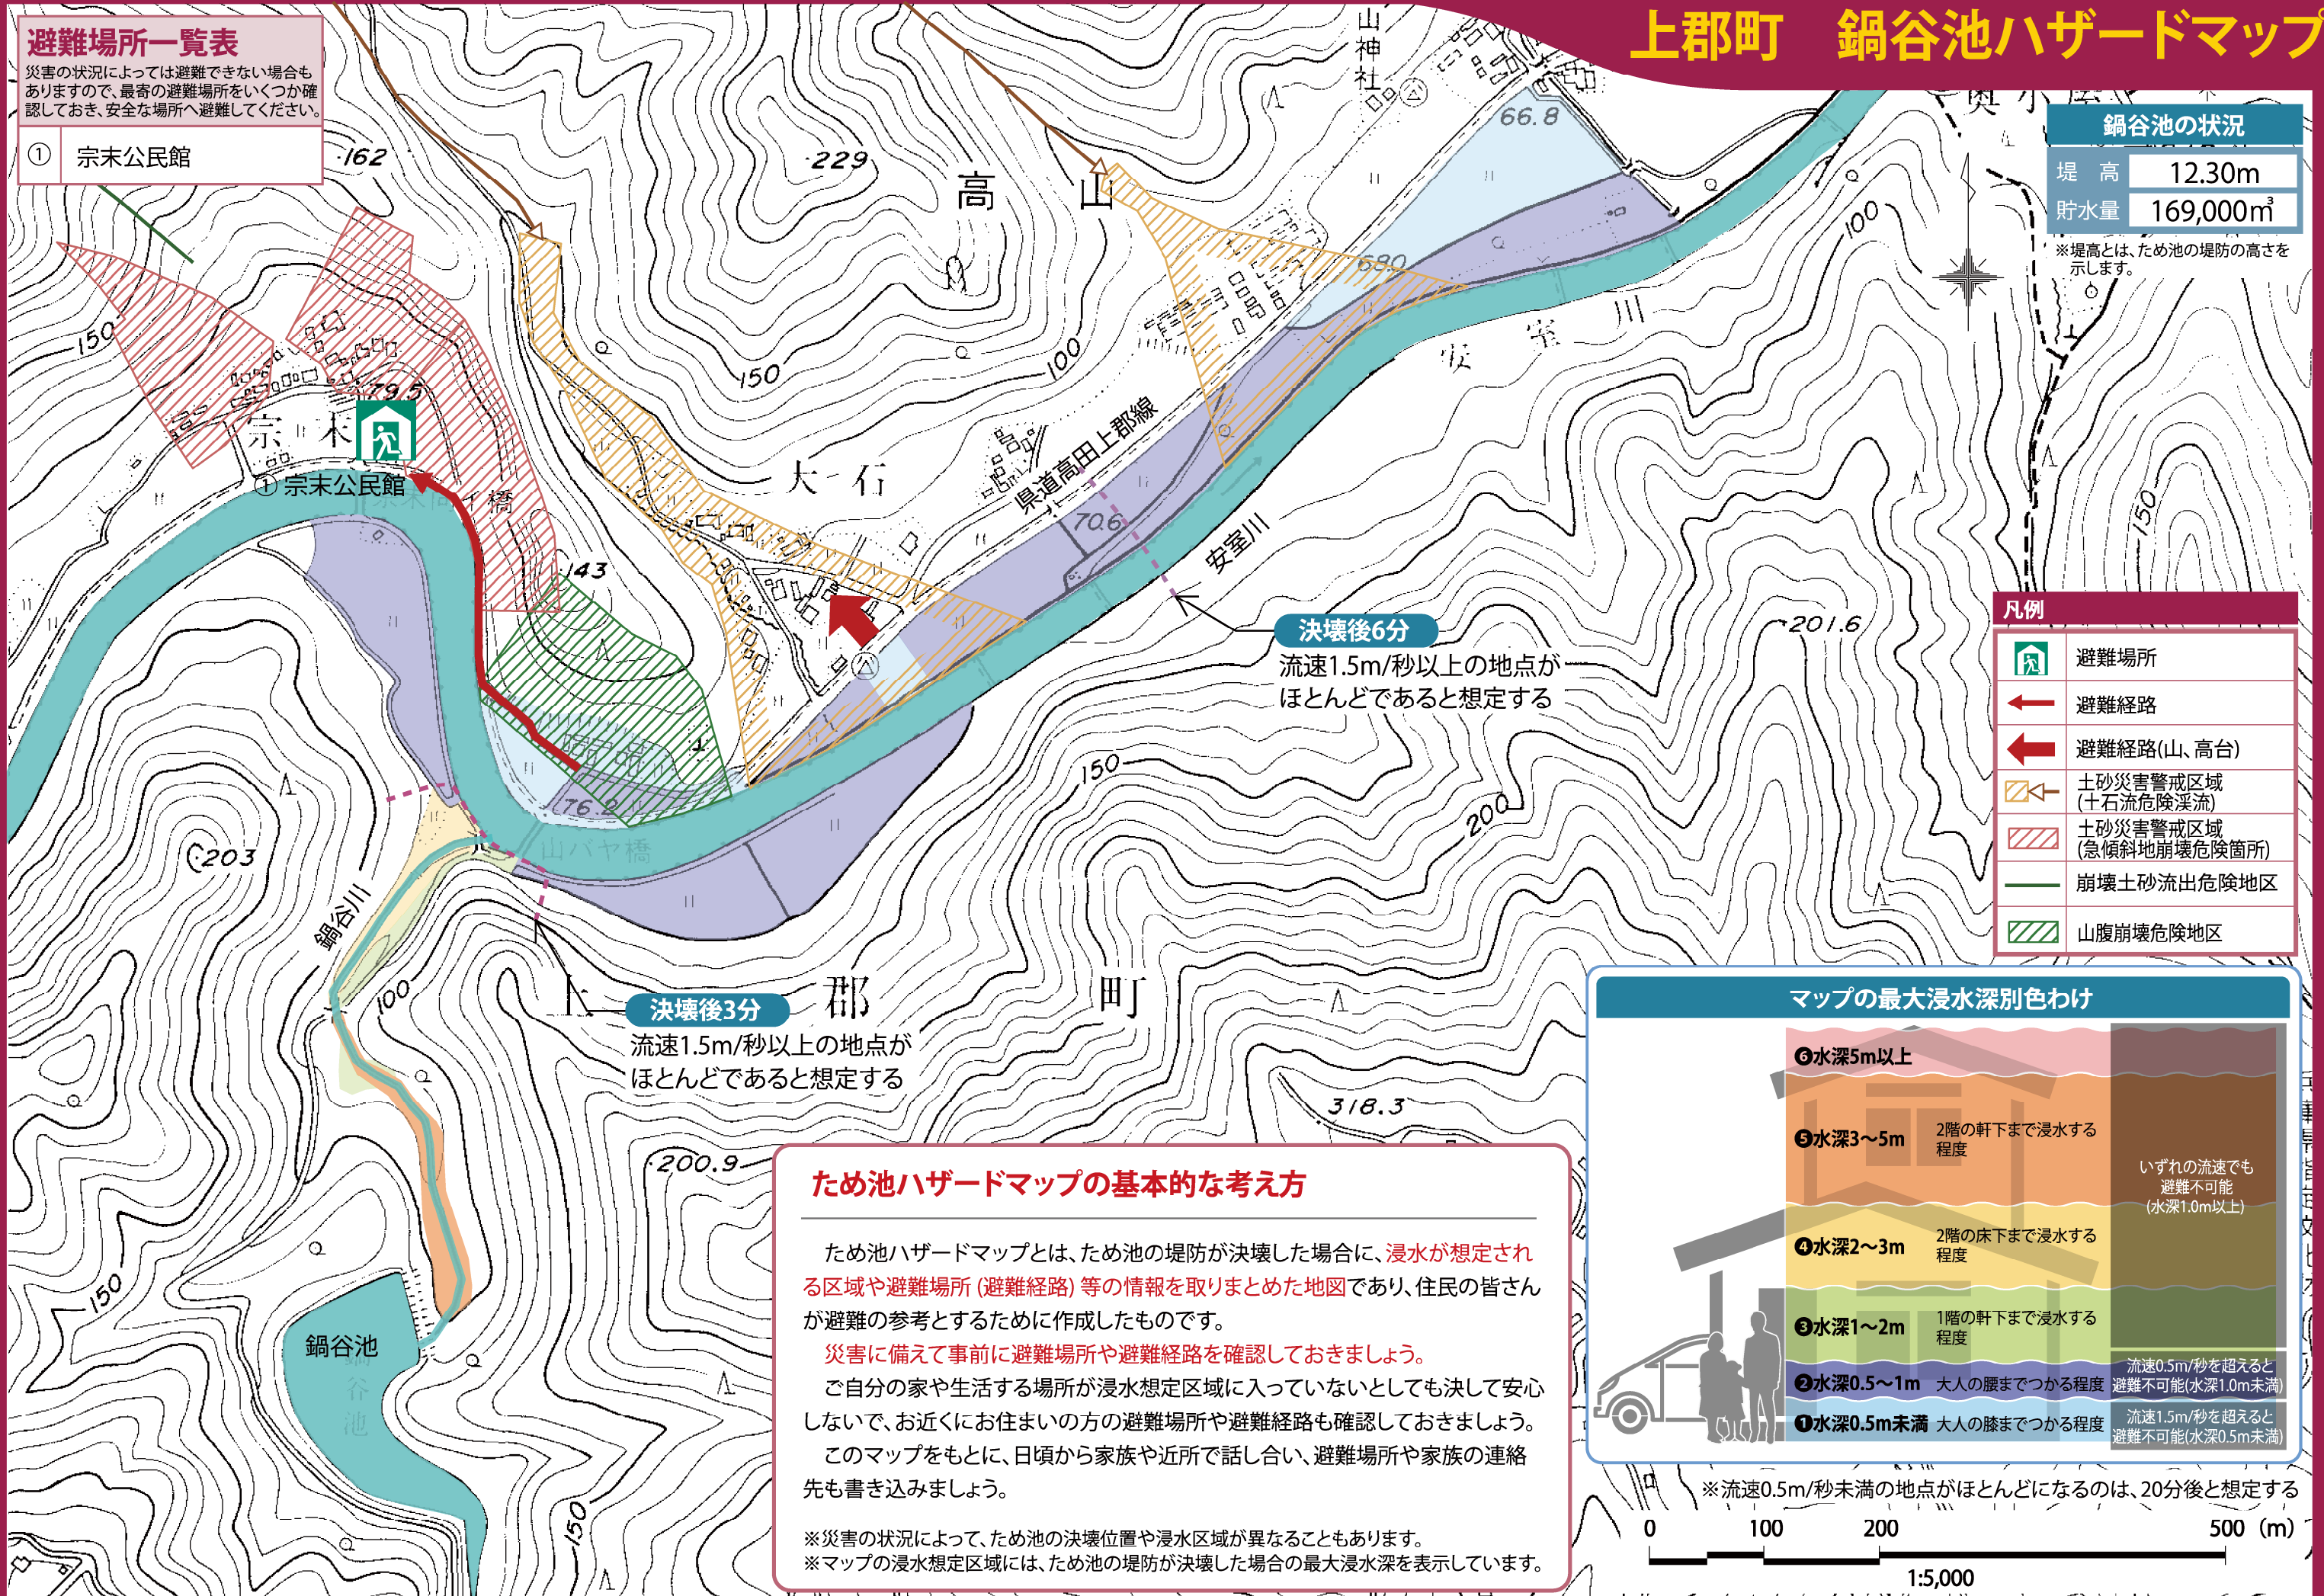 上郡町　鍋谷池ハザードマップ
避難場所一覧表
災害の状況によっては避難できない場合も
ありますので、最寄の避難場所をいくつか確
認しておき、安全な場所へ避難してください。
① 宗末公民館
鍋谷池の状況
堤 高 12.30m
貯水量 169,000㎥
※堤高とは、ため池の堤防の高さを
示します。
山神社
66.8
162
229
高 山
68.0
100
150
安 室 川
150
100
79.5
宗 末
① 宗末公民館
橋
大 石
県道高田上郡線
70.6
安室川
150
143
201.6
決壊後6分
流速1.5m/秒以上の地点が
ほとんどであると想定する
凡例
避難場所
避難経路
避難経路(山、高台)
土砂災害警戒区域
(土石流危険渓流)
土砂災害警戒区域
(急傾斜地崩壊危険箇所)
崩壊土砂流出危険地区
山腹崩壊危険地区
150
200
76.2
山バヤ橋
203
鍋谷川
100
上 郡 町
決壊後3分
流速1.5m/秒以上の地点が
ほとんどであると想定する
318.3
200.9
150
鍋谷池
鍋谷池
150
マップの最大浸水深別色わけ
❻水深5m以上
❺水深3～5m 2階の軒下まで浸水する
程度
❹水深2～3m 2階の床下まで浸水する
程度
❸水深1～2m 1階の軒下まで浸水する
程度
❷水深0.5～1m 大人の腰までつかる程度
❶水深0.5m未満 大人の膝までつかる程度
いずれの流速でも
避難不可能
(水深1.0m以上)
流速0.5m/秒を超えると
避難不可能(水深1.0m未満)
流速1.5m/秒を超えると
避難不可能(水深0.5m未満)
※流速0.5m/秒未満の地点がほとんどになるのは、20分後と想定する
0 100 200 500 (m)
1:5,000
ため池ハザードマップの基本的な考え方
ため池ハザードマップとは、ため池の堤防が決壊した場合に、浸水が想定され
る区域や避難場所 (避難経路) 等の情報を取りまとめた地図であり、住民の皆さん
が避難の参考とするために作成したものです。
災害に備えて事前に避難場所や避難経路を確認しておきましょう。
ご自分の家や生活する場所が浸水想定区域に入っていないとしても決して安心
しないで、お近くにお住まいの方の避難場所や避難経路も確認しておきましょう。
このマップをもとに、日頃から家族や近所で話し合い、避難場所や家族の連絡
先も書き込みましょう。
※災害の状況によって、ため池の決壊位置や浸水区域が異なることもあります。
※マップの浸水想定区域には、ため池の堤防が決壊した場合の最大浸水深を表示しています。